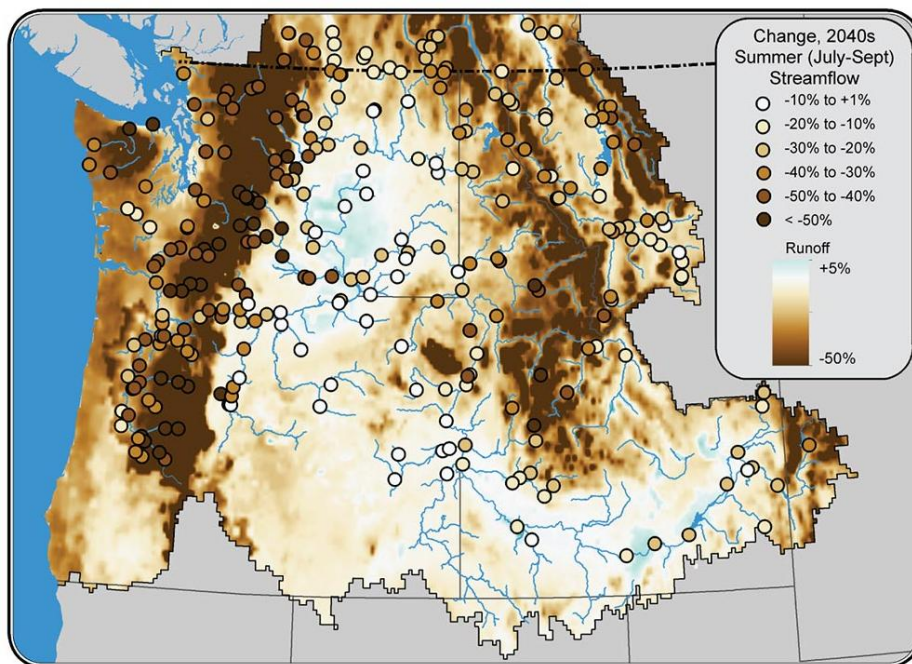 Change, 2040s
Summer (July-Sept)
Streamflow
-10% to +1%
-20% to -10%
-30% to -20%
-40% to -30%
-50% to -40%
< -50%
Runoff
+5%
-50%